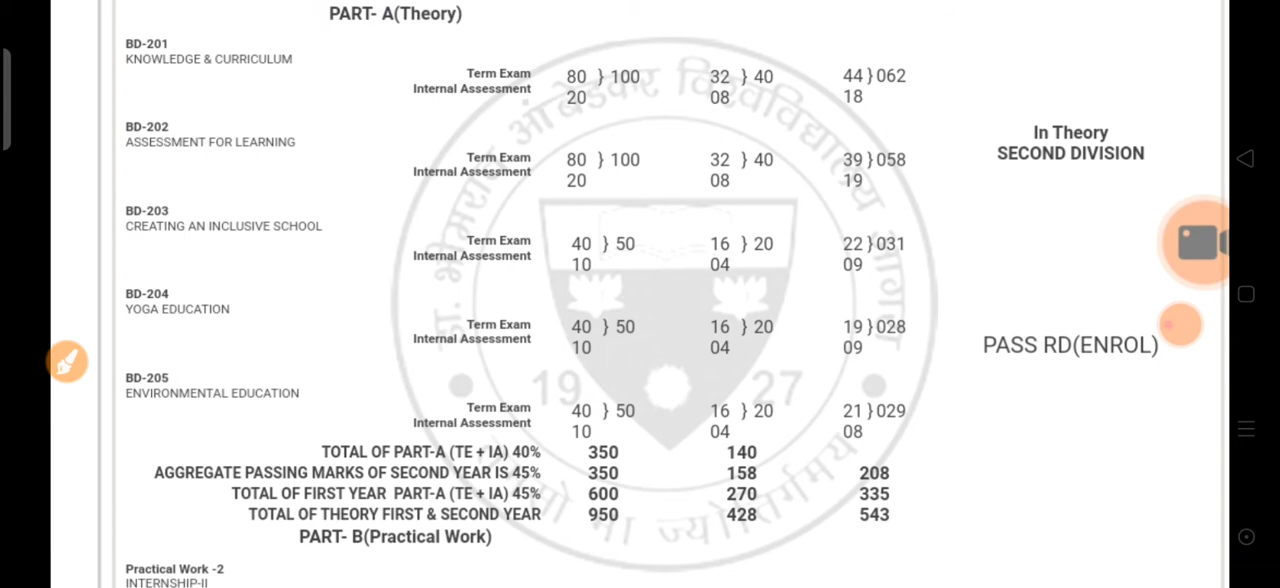 PART- A(Theory)
BD-201
KNOWLEDGE & CURRICULUM
Term Exam 80 } 100 32 } 40 44 } 062
Internal Assessment 20 08 18
BD-202
ASSESSMENT FOR LEARNING
Term Exam 80 } 100 32 } 40 39 } 058
Internal Assessment 20 08 19
In Theory
SECOND DIVISION
BD-203
CREATING AN INCLUSIVE SCHOOL
Term Exam 40 } 50 16 } 20 22 } 031
Internal Assessment 10 04 09
BD-204
YOGA EDUCATION
Term Exam 40 } 50 16 } 20 19 } 028
Internal Assessment 10 04 09
PASS RD(ENROL)
BD-205
ENVIRONMENTAL EDUCATION
Term Exam 40 } 50 16 } 20 21 } 029
Internal Assessment 10 04 08
TOTAL OF PART-A (TE + IA) 40% 350 140
AGGREGATE PASSING MARKS OF SECOND YEAR IS 45% 350 158 208
TOTAL OF FIRST YEAR PART-A (TE + IA) 45% 600 270 335
TOTAL OF THEORY FIRST & SECOND YEAR 950 428 543
PART- B(Practical Work)
Practical Work -2
INTERNSHIP-II
डा. भीमराव आंबेडकर विश्वविद्यालय
19 27